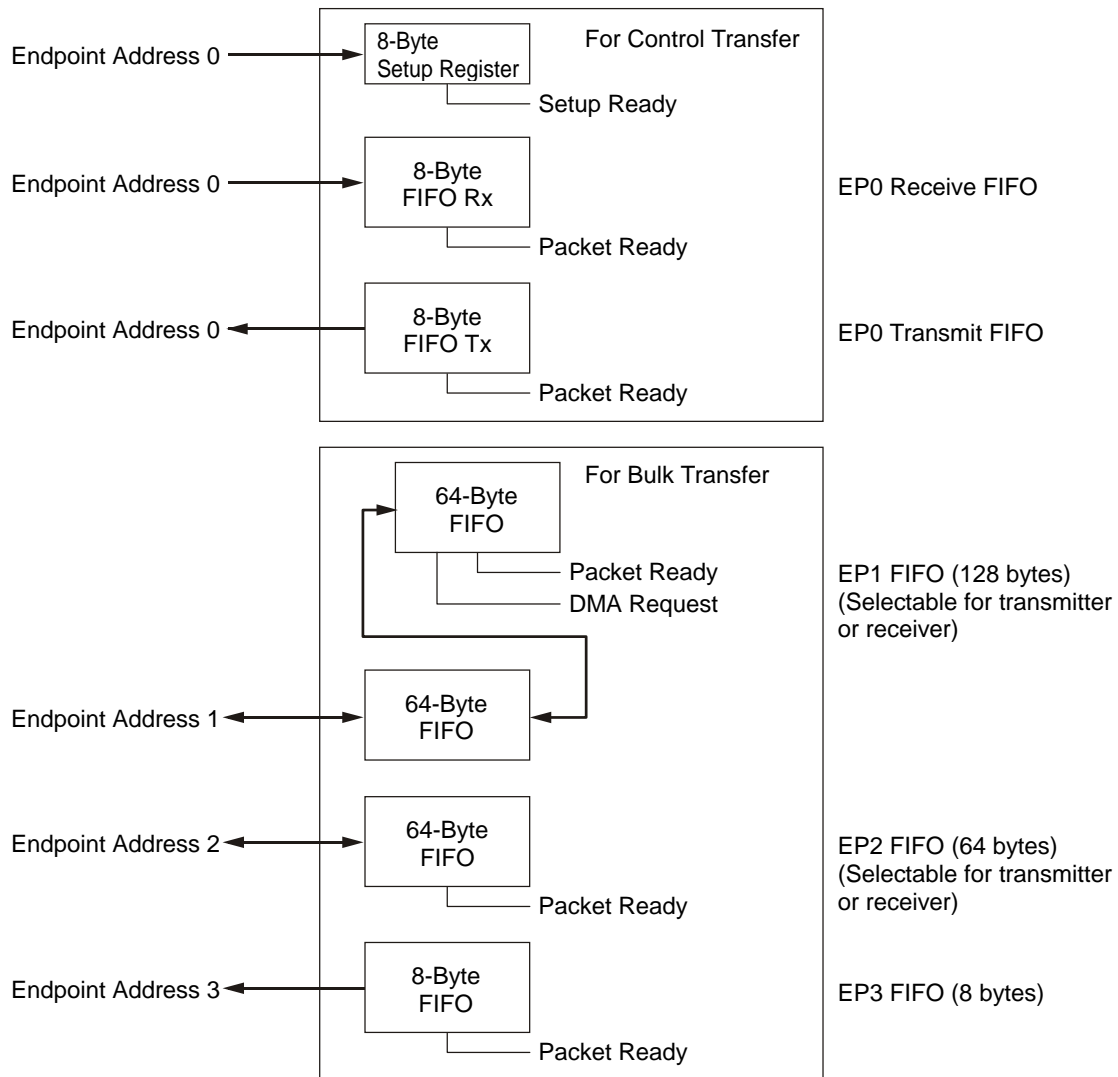 For Control Transfer
Endpoint Address 0
8-Byte
Setup Register
Setup Ready
Endpoint Address 0
8-Byte
FIFO Rx
EP0 Receive FIFO
Packet Ready
Endpoint Address 0
8-Byte
FIFO Tx
EP0 Transmit FIFO
Packet Ready
For Bulk Transfer
64-Byte
FIFO
Packet Ready
DMA Request
EP1 FIFO (128 bytes)
(Selectable for transmitter
or receiver)
Endpoint Address 1
64-Byte
FIFO
Endpoint Address 2
64-Byte
FIFO
Packet Ready
EP2 FIFO (64 bytes)
(Selectable for transmitter
or receiver)
Endpoint Address 3
8-Byte
FIFO
EP3 FIFO (8 bytes)
Packet Ready